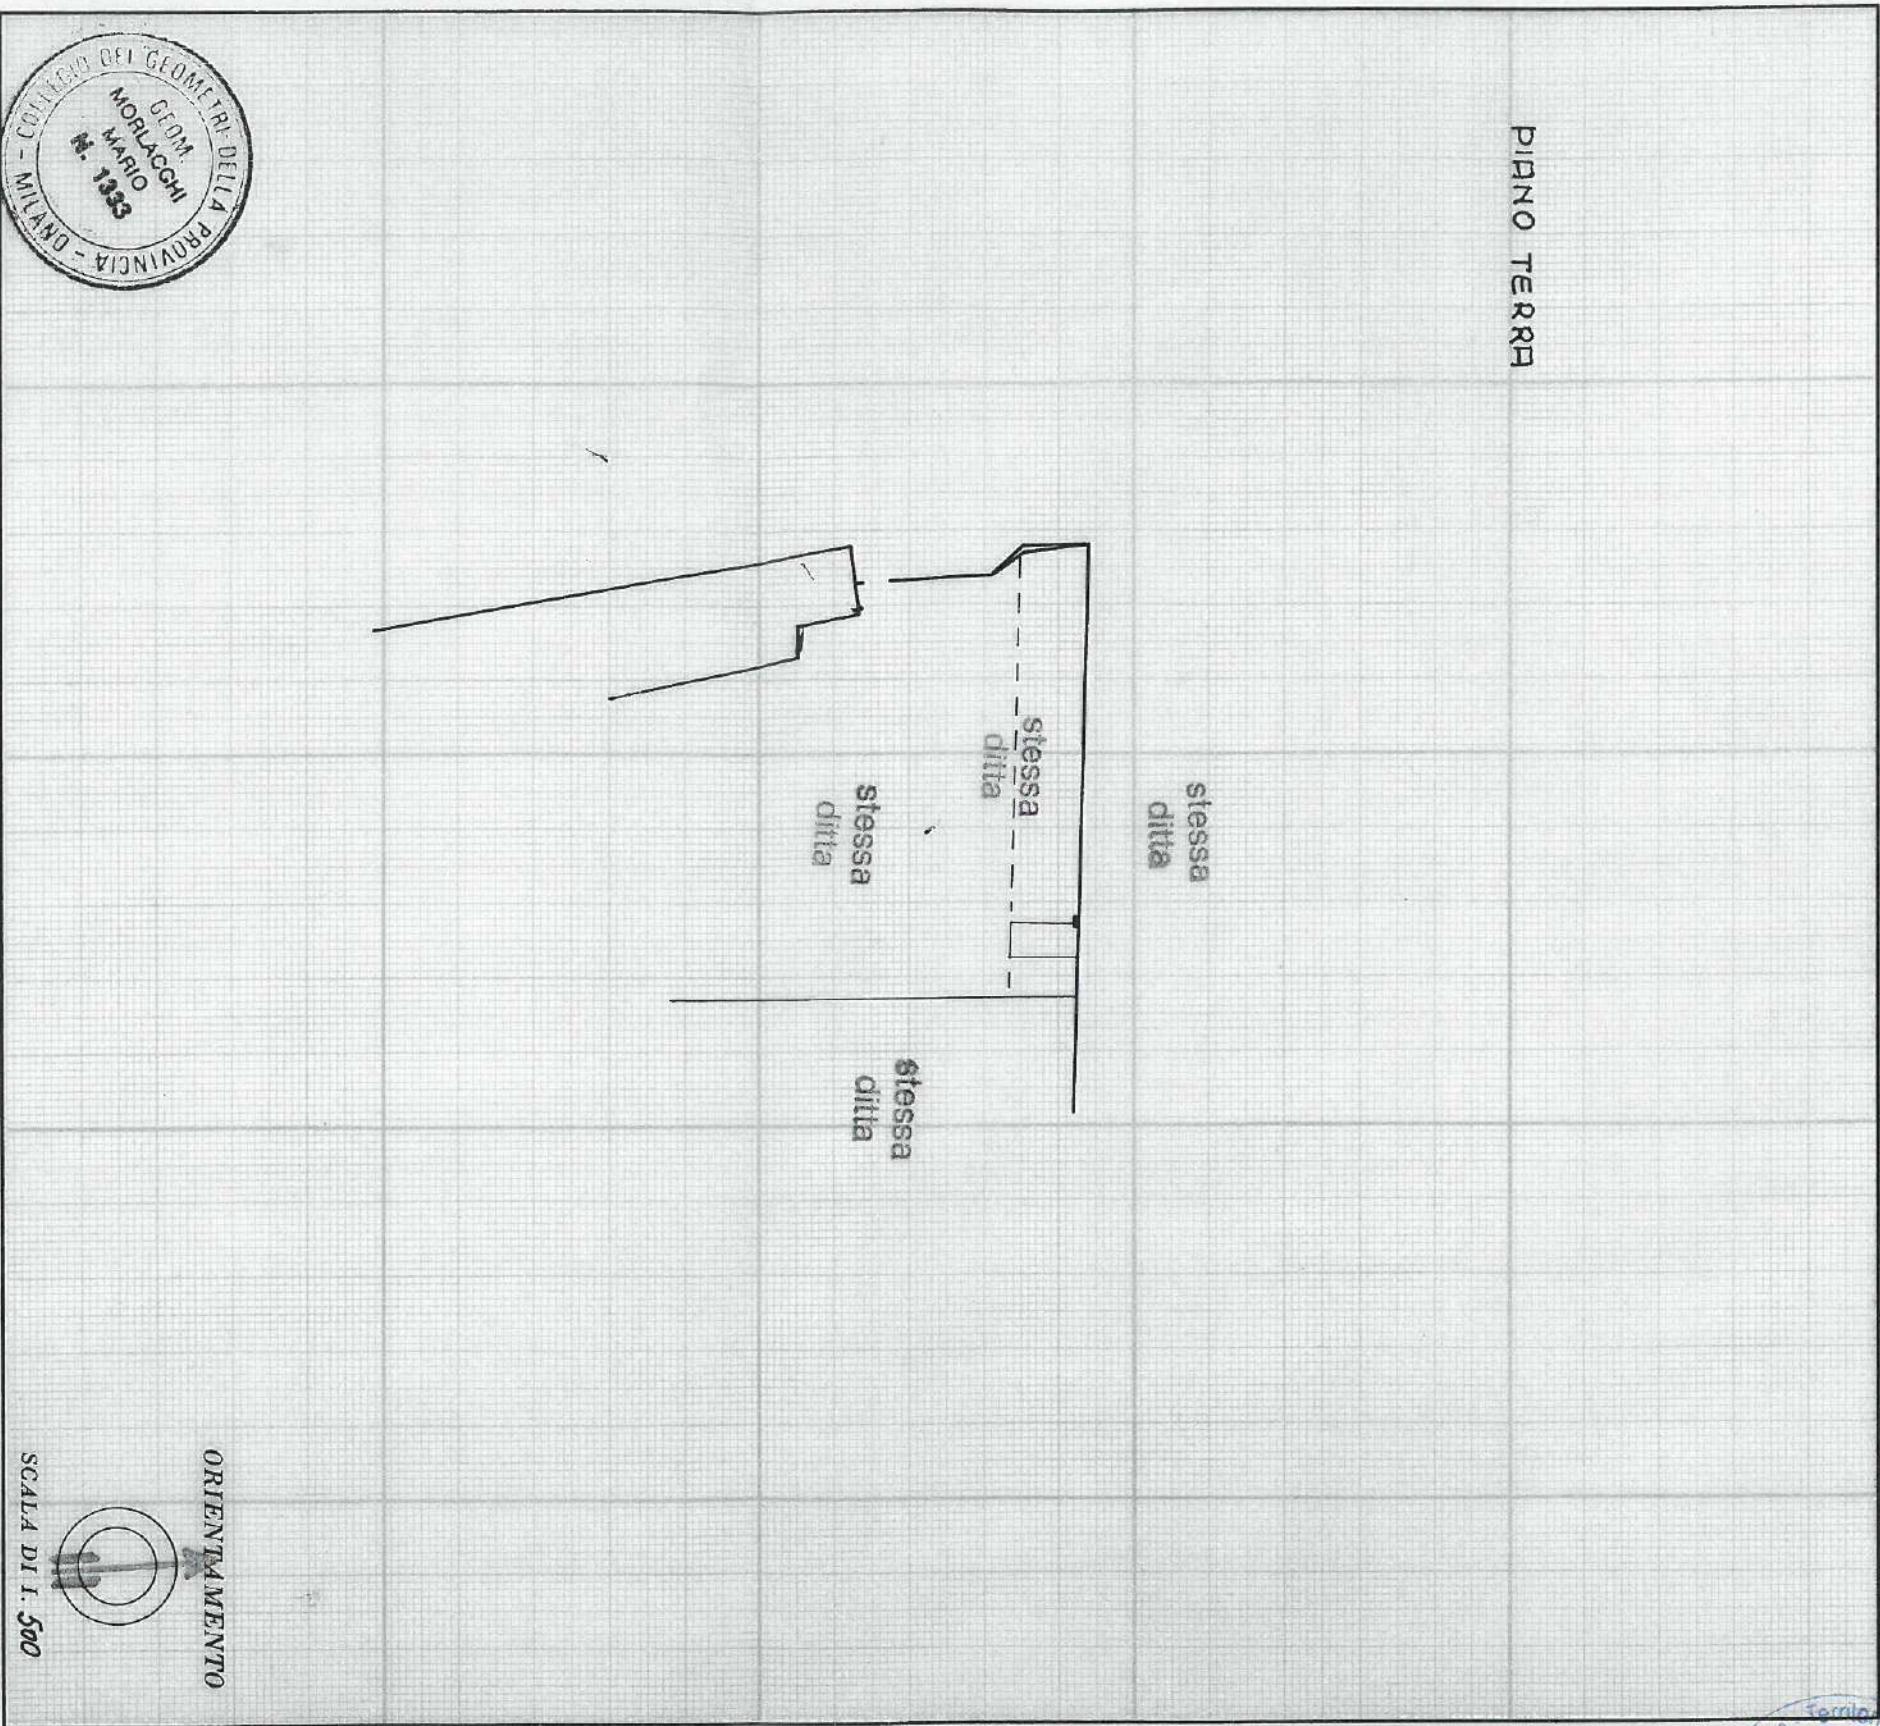 PIANO TERRA
stessa
ditta
stessa
ditta
stessa
ditta
stessa
ditta
COLLEGIO DEI GEOMETRI DELLA PROVINCIA - MILANO -
GEOM.
MORLACCHI
MARIO
N. 1333
ORIENTAMENTO
SCALA DI 1. 500